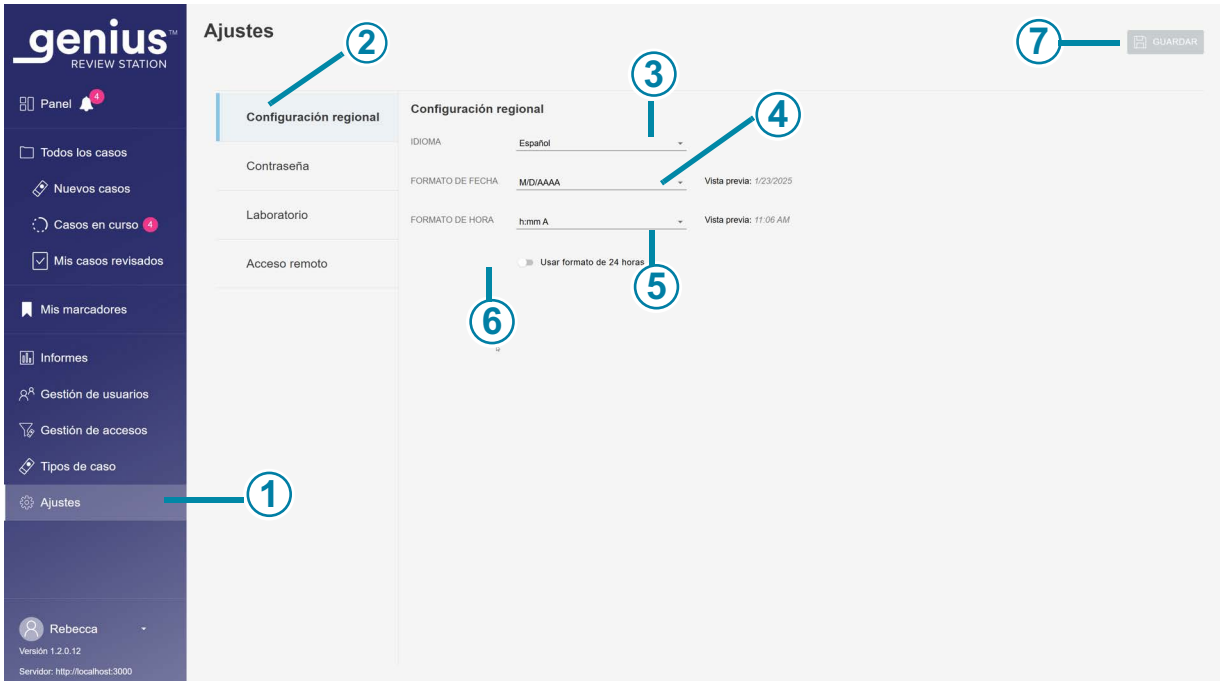 genius™
REVIEW STATION
Panel 4
Todos los casos
Nuevos casos
Casos en curso 4
Mis casos revisados
Mis marcadores
Informes
Gestión de usuarios
Gestión de accesos
Tipos de caso
Ajustes
Rebecca
Versión 1.2.0.12
Servidor: http://localhost:3000
Ajustes
GUARDAR
Configuración regional
Contraseña
Laboratorio
Acceso remoto
Configuración regional
IDIOMA Español
FORMATO DE FECHA M/D/AAAA Vista previa: 1/23/2025
FORMATO DE HORA h:mm A Vista previa: 11:06 AM
Usar formato de 24 horas
1
2
3
4
5
6
7